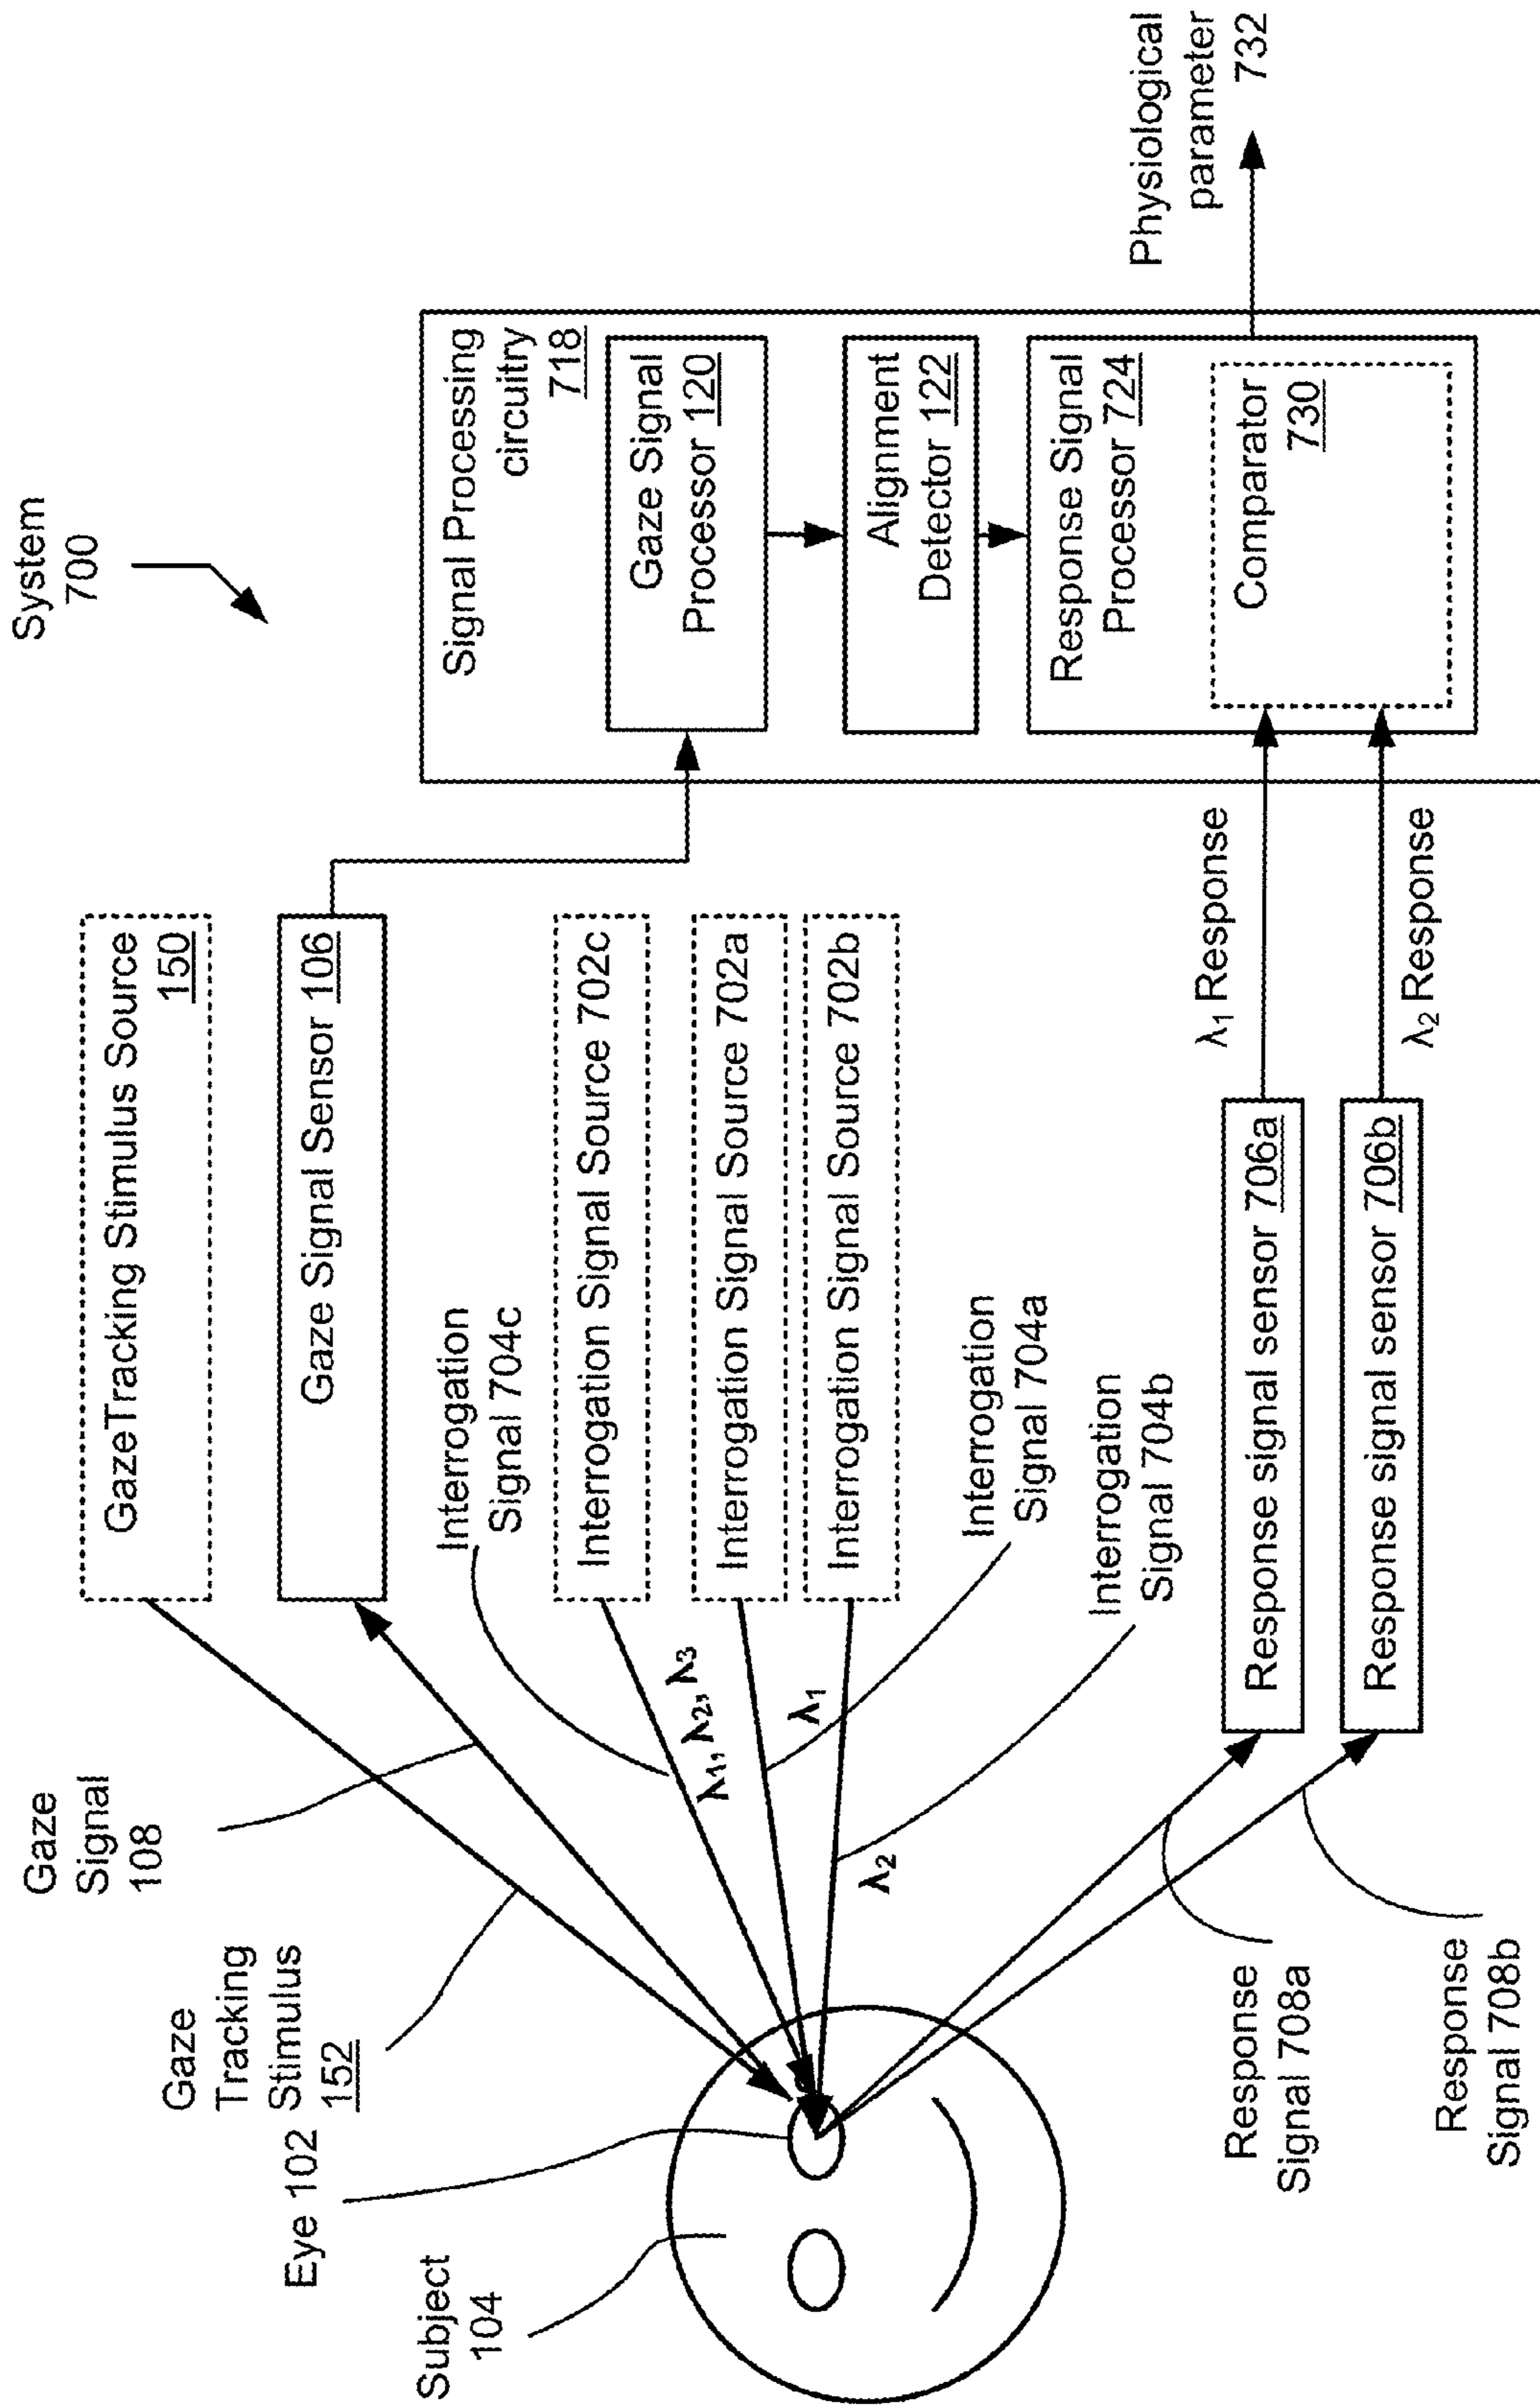 System
700
GazeTracking Stimulus Source
150
Gaze Signal Sensor 106
Gaze
Signal
108
Gaze
Tracking
Stimulus
152
Eye 102
Subject
104
Interrogation
Signal 704c
Interrogation Signal Source 702c
Interrogation Signal Source 702a
Interrogation Signal Source 702b
λ1, λ2, λ3
λ1
λ2
Interrogation
Signal 704a
Interrogation
Signal 704b
Response signal sensor 706a
Response signal sensor 706b
Response
Signal 708a
Response
Signal 708b
λ1 Response
λ2 Response
Signal Processing
circuitry
718
Gaze Signal
Processor 120
Alignment
Detector 122
Response Signal
Processor 724
Comparator
730
Physiological
parameter
732